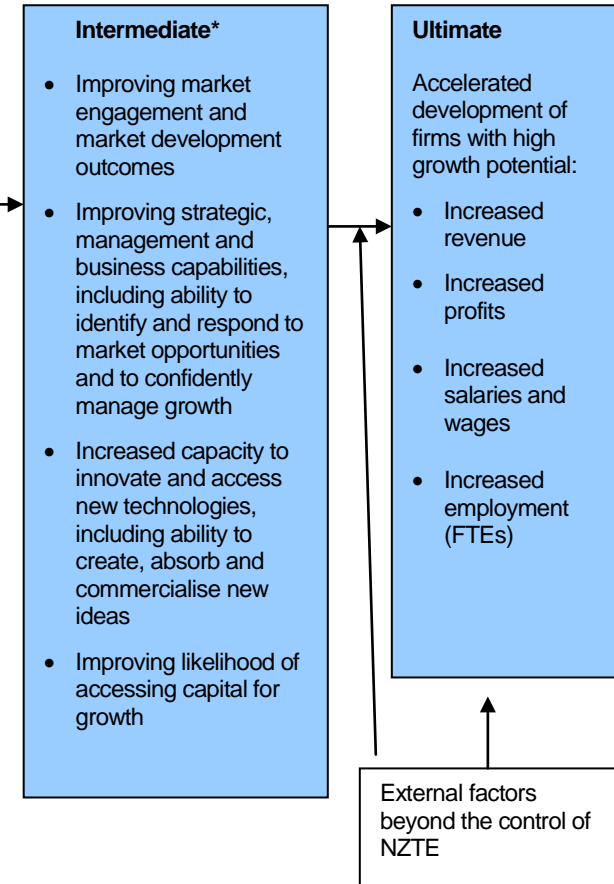 Intermediate*
• Improving market
engagement and
market development
outcomes
• Improving strategic,
management and
business capabilities,
including ability to
identify and respond to
market opportunities
and to confidently
manage growth
• Increased capacity to
innovate and access
new technologies,
including ability to
create, absorb and
commercialise new
ideas
• Improving likelihood of
accessing capital for
growth
Ultimate
Accelerated
development of
firms with high
growth potential:
• Increased
revenue
• Increased
profits
• Increased
salaries and
wages
• Increased
employment
(FTEs)
External factors
beyond the control of
NZTE